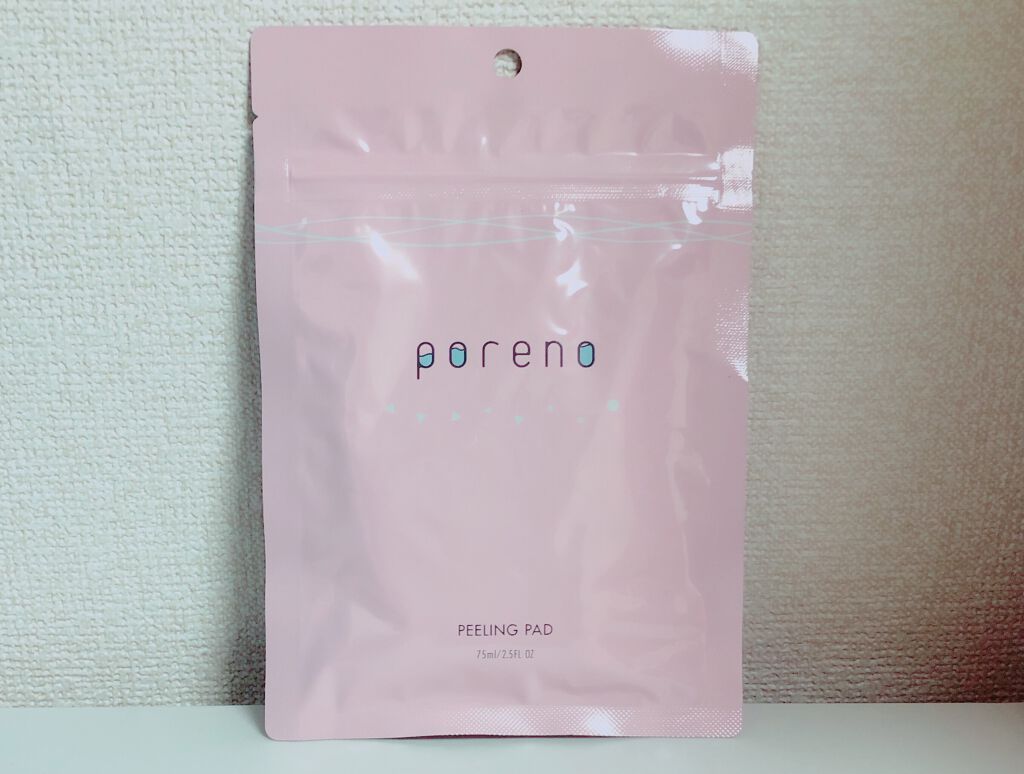 poreno
PEELING PAD
75ml/2.5FL OZ